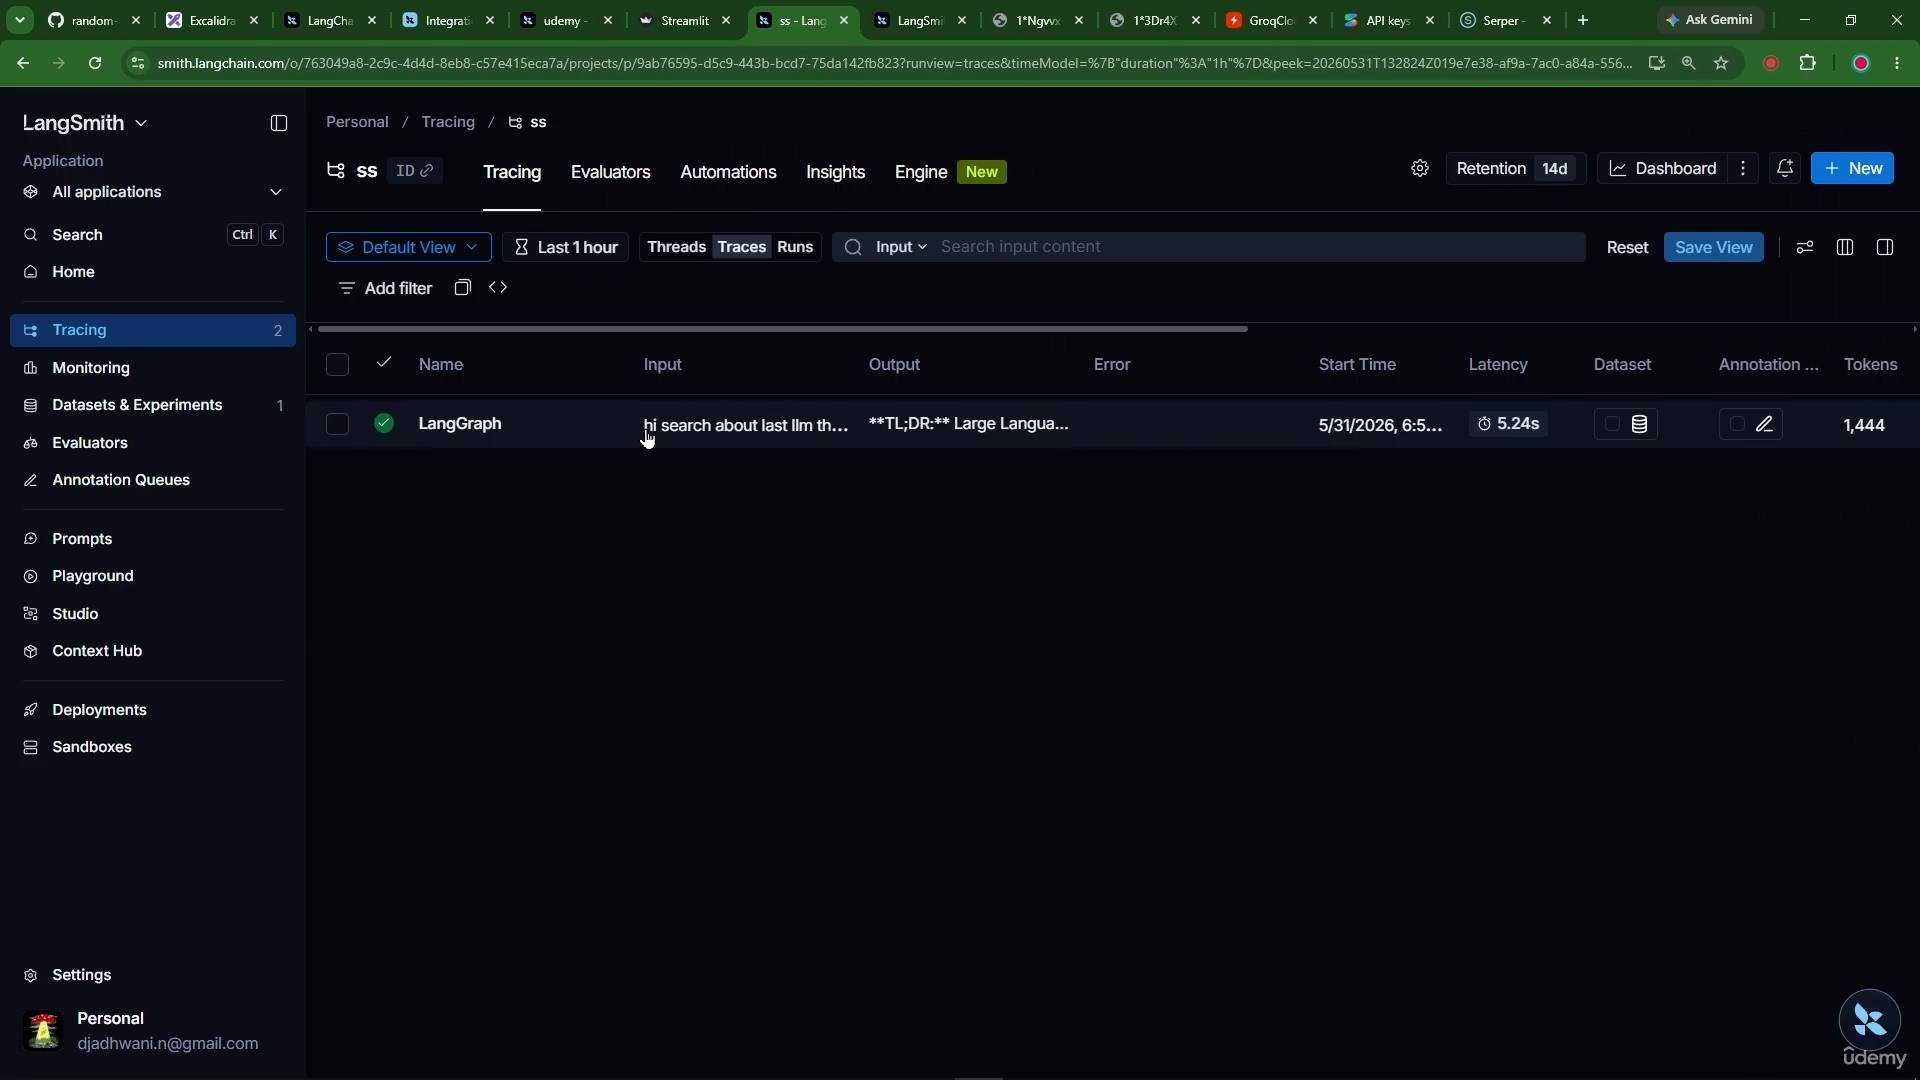 random-
Excalidra
LangCha
Integrati
udemy -
Streamlit
ss - Lang
LangSmi
1*Ngvvx
1*3Dr4X
GroqClo
API keys
Serper -
Ask Gemini
smith.langchain.com/o/763049a8-2c9c-4d4d-8eb8-c57e415eca7a/projects/p/9ab76595-d5c9-443b-bcd7-75da142fb823?runview=traces&timeModel=%7B"duration"%3A"1h"%7D&peek=20260531T132824Z019e7e38-af9a-7ac0-a84a-556...
LangSmith
Personal / Tracing / ss
Application
All applications
ss ID
Tracing Evaluators Automations Insights Engine New
Retention 14d
Dashboard
+ New
Search Ctrl K
Home
Default View
Last 1 hour
Threads Traces Runs
Input Search input content
Reset
Save View
Add filter
Tracing 2
Monitoring
Datasets & Experiments 1
Evaluators
Annotation Queues
Prompts
Playground
Studio
Context Hub
Deployments
Sandboxes
Name Input Output Error Start Time Latency Dataset Annotation ... Tokens
LangGraph hi search about last llm th... **TL;DR:** Large Langua... 5/31/2026, 6:5... 5.24s 1,444
Settings
Personal
djadhwani.n@gmail.com
ûdemy